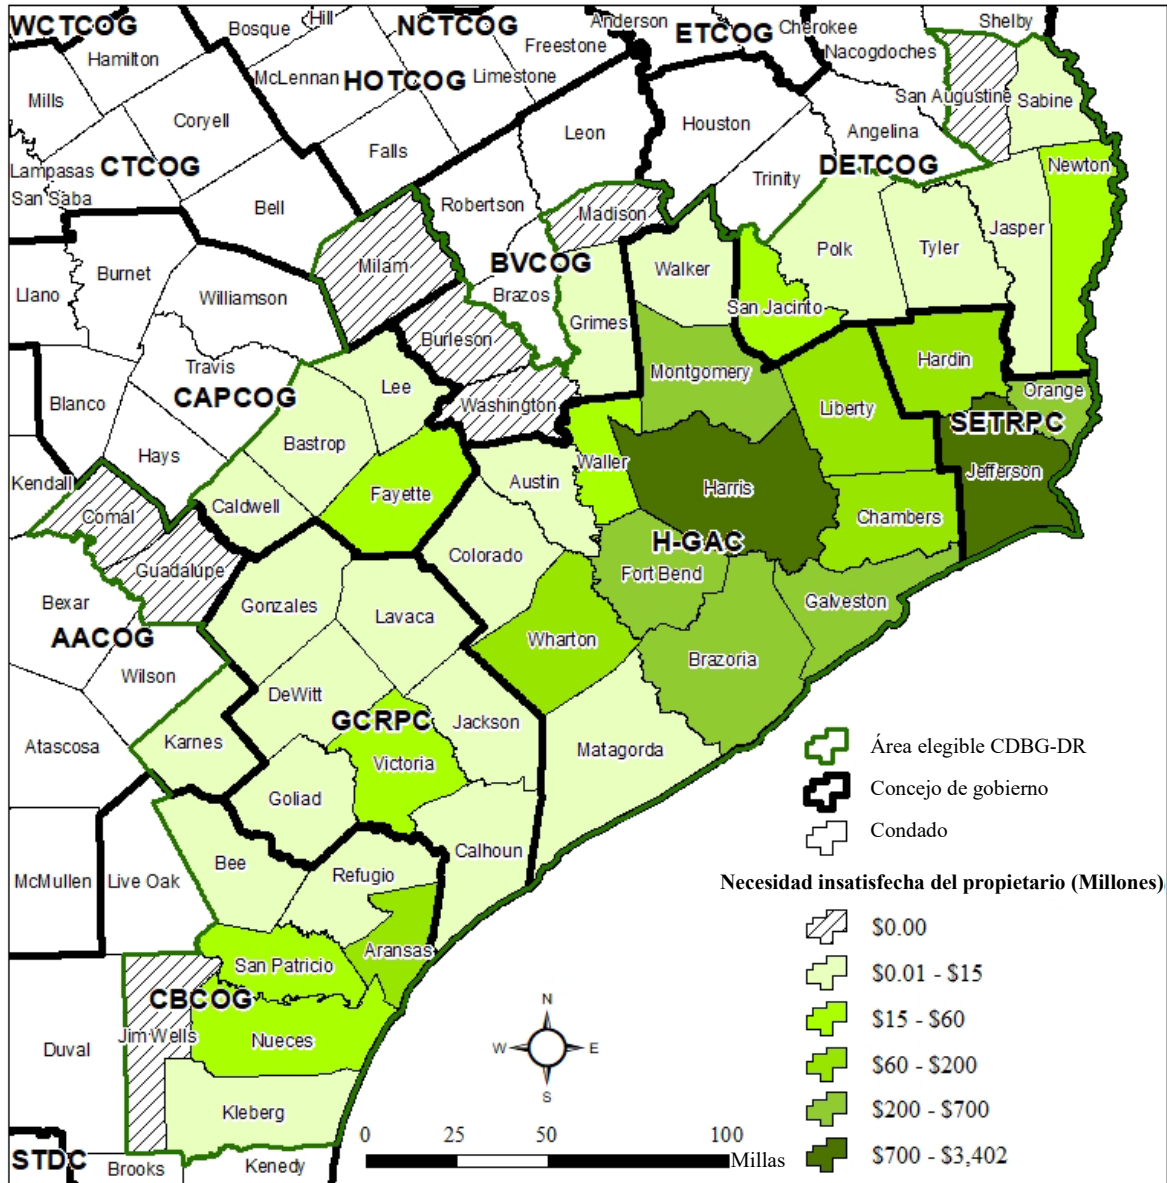 WCTCOG
Bosque
Hill
NCTCOG
Anderson
ETCOG
Cherokee
Shelby
Hamilton
Freestone
Nacogdoches
McLennan
HOTCOG
Limestone
Mills
San Augustine
Sabine
Coryell
Leon
Houston
Angelina
Falls
Lampasas
CTCOG
DETCOG
Newton
San Saba
Trinity
Bell
Robertson
Madison
Jasper
Polk
Tyler
Milam
BVCOG
Walker
Burnet
Llano
Williamson
Brazos
San Jacinto
Grimes
Burleson
Hardin
Travis
Montgomery
Lee
Orange
Blanco
CAPCOG
Washington
Liberty
SETRPC
Bastrop
Hays
Waller
Jefferson
Kendall
Austin
Harris
Fayette
Caldwell
Comal
Chambers
H-GAC
Colorado
Guadalupe
Fort Bend
Bexar
Gonzales
Lavaca
Galveston
AACOG
Wharton
Brazoria
Wilson
DeWitt
GCRPC
Jackson
Karnes
Atascosa
Matagorda
Victoria
Goliad
Calhoun
Bee
Refugio
McMullen
Live Oak
Aransas
San Patricio
CBCOG
Jim Wells
Nueces
Duval
Kleberg
STDC
Brooks
Kenedy
Área elegible CDBG-DR
Concejo de gobierno
Condado
Necesidad insatisfecha del propietario (Millones)
$0.00
$0.01 - $15
$15 - $60
$60 - $200
$200 - $700
$700 - $3,402
N
W E
S
0 25 50 100
Millas